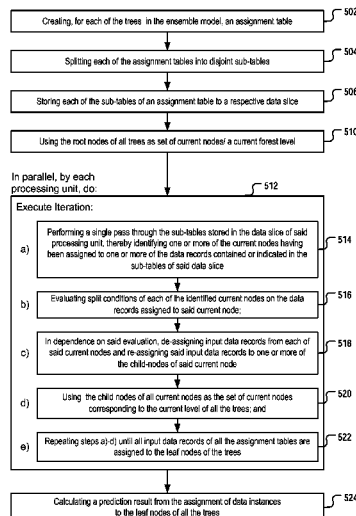 Creating, for each of the trees in the ensemble model, an assignment table
502
Splitting each of the assignment tables into disjoint sub-tables
504
Storing each of the sub-tables of an assignment table to a respective data slice
506
Using the root nodes of all trees as set of current nodes/ a current forest level
510
In parallel, by each
processing unit, do:
512
Execute Iteration:
a)
Performing a single pass through the sub-tables stored in the data slice of said
processing unit, thereby identifying one or more of the current nodes having
been assigned to one or more of the data records contained or indicated in the
sub-tables of said data slice
514
b)
Evaluating split conditions of each of the identified current nodes on the data
records assigned to said current node;
516
c)
In dependence on said evaluation, de-assigning input data records from each of
said current nodes and re-assigning said input data records to one or more of
the child-nodes of said current node
518
d)
Using the child nodes of all current nodes as the set of current nodes
corresponding to the current level of all the trees; and
520
e)
Repeating steps a)-d) until all input data records of all the assignment tables are
assigned to the leaf nodes of the trees
522
Calculating a prediction result from the assignment of data instances
to the leaf nodes of all the trees
524